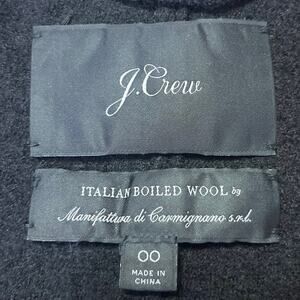 J.Crew
ITALIAN BOILED WOOL by
Manifattura di Carmignano s.r.l.
00
MADE IN
CHINA